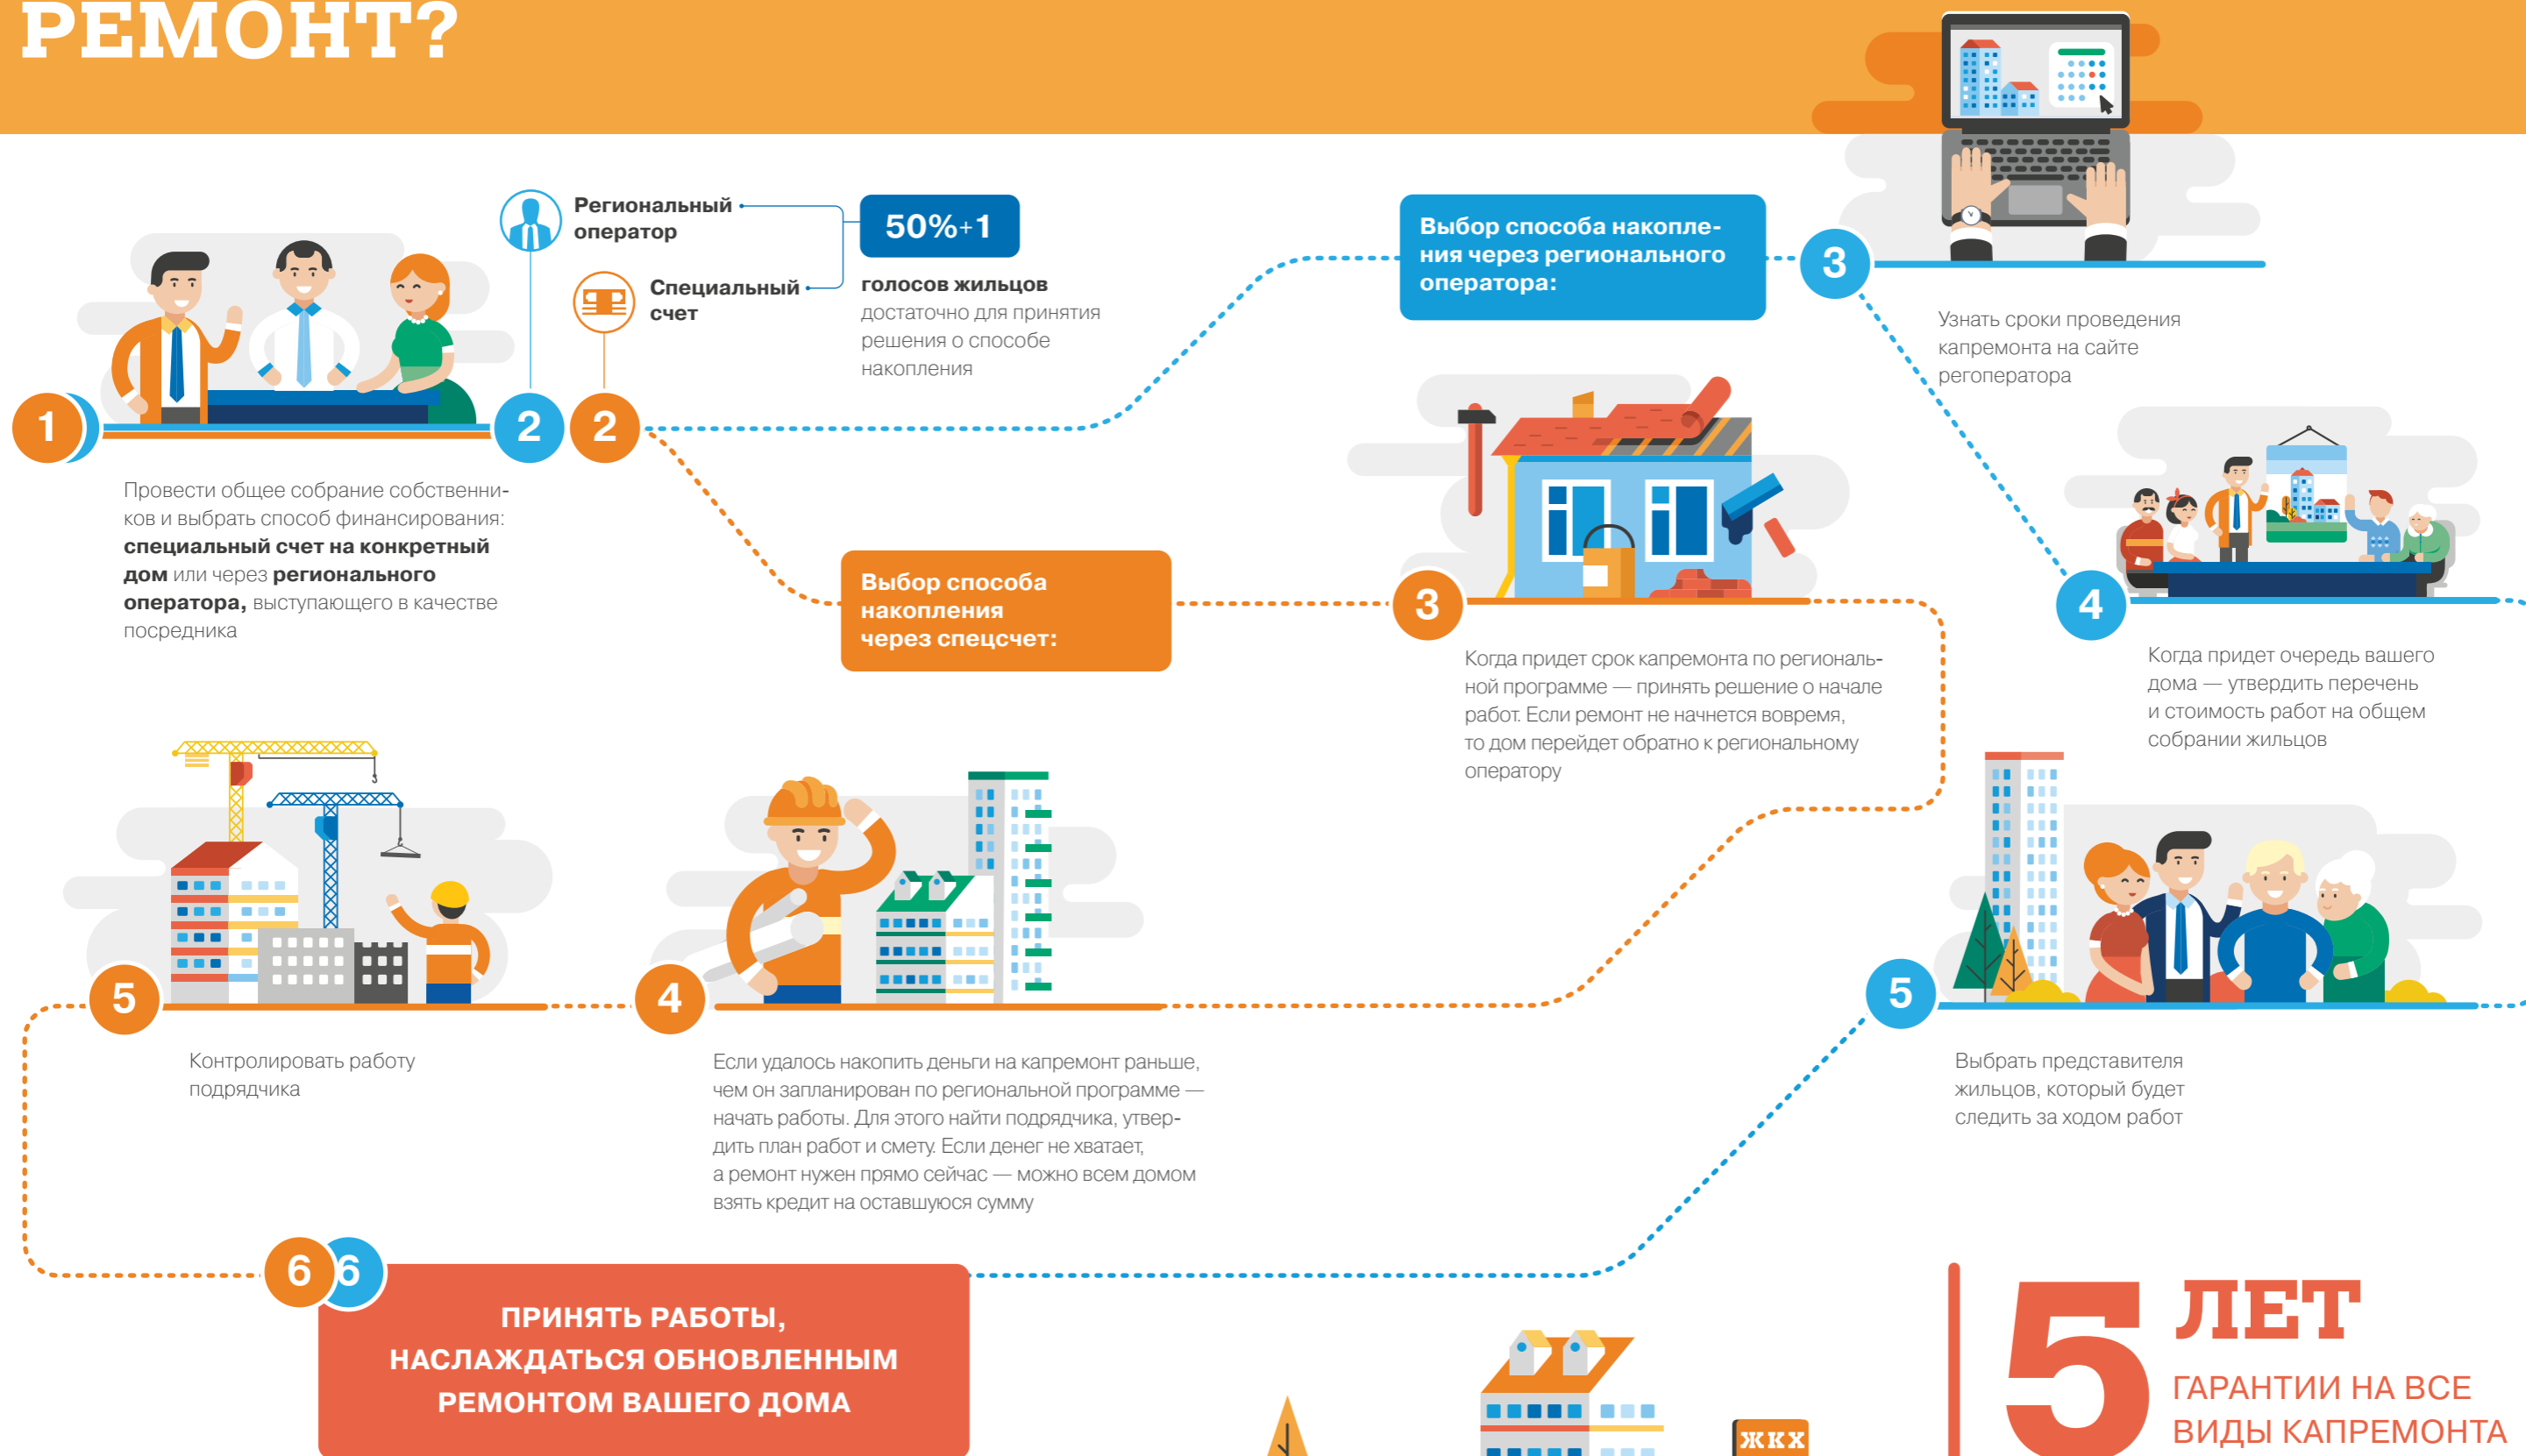 РЕМОНТ?
1
Провести общее собрание собственни-
ков и выбрать способ финансирования:
специальный счет на конкретный
дом или через регионального
оператора, выступающего в качестве
посредника
2
2
Региональный
оператор
Специальный
счет
50%+1
голосов жильцов
достаточно для принятия
решения о способе
накопления
Выбор способа накопле-
ния через регионального
оператора:
3
Узнать сроки проведения
капремонта на сайте
регоператора
4
Когда придет очередь вашего
дома — утвердить перечень
и стоимость работ на общем
собрании жильцов
5
Выбрать представителя
жильцов, который будет
следить за ходом работ
Выбор способа
накопления
через спецсчет:
3
Когда придет срок капремонта по региональ-
ной программе — принять решение о начале
работ. Если ремонт не начнется вовремя,
то дом перейдет обратно к региональному
оператору
4
Если удалось накопить деньги на капремонт раньше,
чем он запланирован по региональной программе —
начать работы. Для этого найти подрядчика, утвер-
дить план работ и смету. Если денег не хватает,
а ремонт нужен прямо сейчас — можно всем домом
взять кредит на оставшуюся сумму
5
Контролировать работу
подрядчика
6 6
ПРИНЯТЬ РАБОТЫ,
НАСЛАЖДАТЬСЯ ОБНОВЛЕННЫМ
РЕМОНТОМ ВАШЕГО ДОМА
ЖКХ
5 ЛЕТ
ГАРАНТИИ НА ВСЕ
ВИДЫ КАПРЕМОНТА